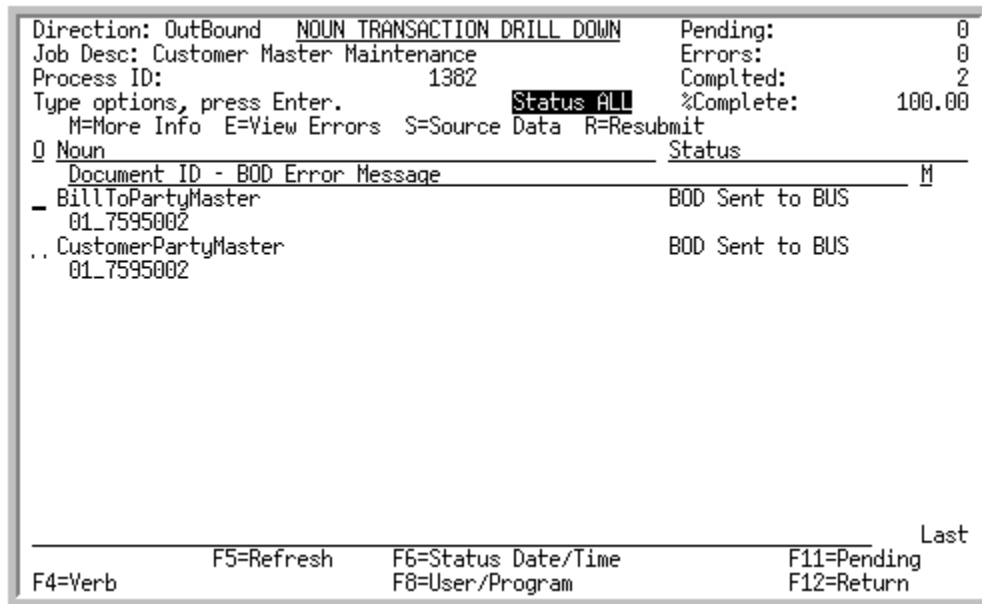 Direction: OutBound NOUN TRANSACTION DRILL DOWN Pending: 0
Job Desc: Customer Master Maintenance Errors: 0
Process ID: 1382 Complted: 2
Type options, press Enter. Status ALL %Complete: 100.00
M=More Info E=View Errors S=Source Data R=Resubmit
O Noun Status
Document ID - BOD Error Message M
_ BillToPartyMaster BOD Sent to BUS
01_7595002
.. CustomerPartyMaster BOD Sent to BUS
01_7595002
Last
F5=Refresh F6=Status Date/Time F11=Pending
F4=Verb F8=User/Program F12=Return